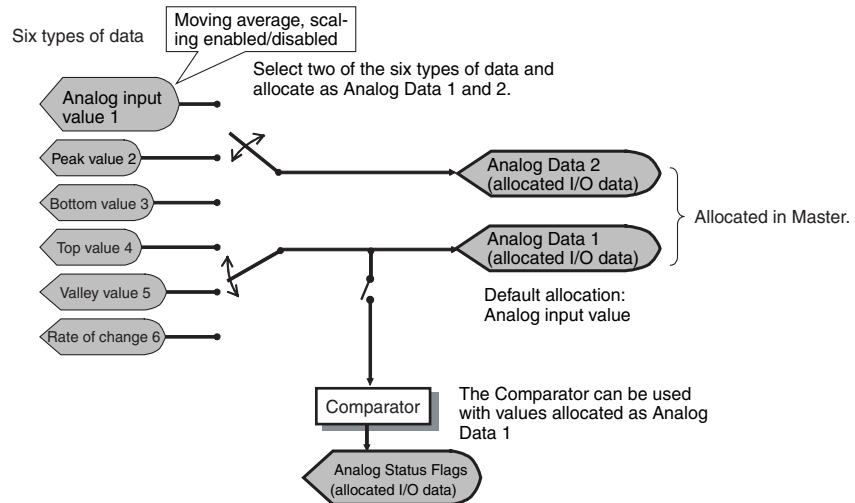 Moving average, scal-
ing enabled/disabled
Six types of data
Select two of the six types of data and
allocate as Analog Data 1 and 2.
Analog input
value 1
Peak value 2
Bottom value 3
Top value 4
Valley value 5
Rate of change 6
Analog Data 2
(allocated I/O data)
Analog Data 1
(allocated I/O data)
Allocated in Master.
Default allocation:
Analog input value
Comparator
The Comparator can be used
with values allocated as Analog
Data 1
Analog Status Flags
(allocated I/O data)